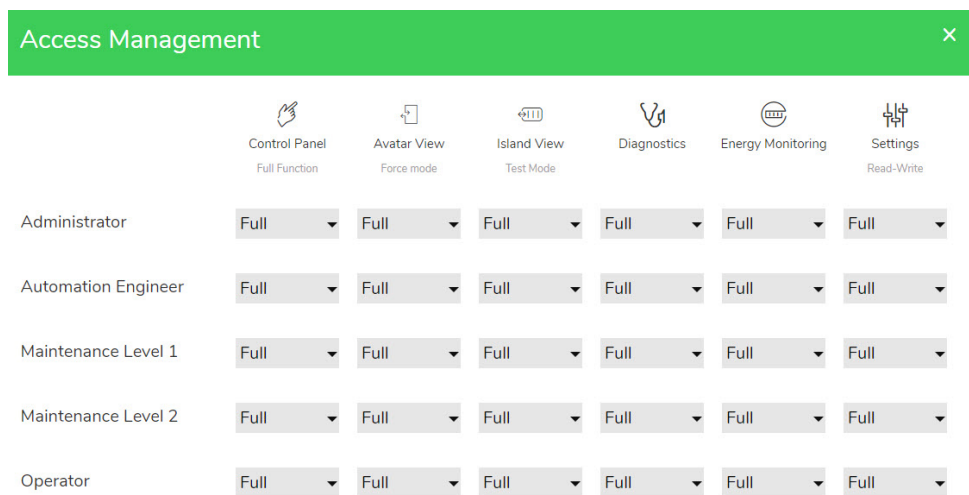 Access Management ×
Control Panel Avatar View Island View Diagnostics Energy Monitoring Settings
Full Function Force mode Test Mode Read-Write
Administrator Full Full Full Full Full Full
Automation Engineer Full Full Full Full Full Full
Maintenance Level 1 Full Full Full Full Full Full
Maintenance Level 2 Full Full Full Full Full Full
Operator Full Full Full Full Full Full